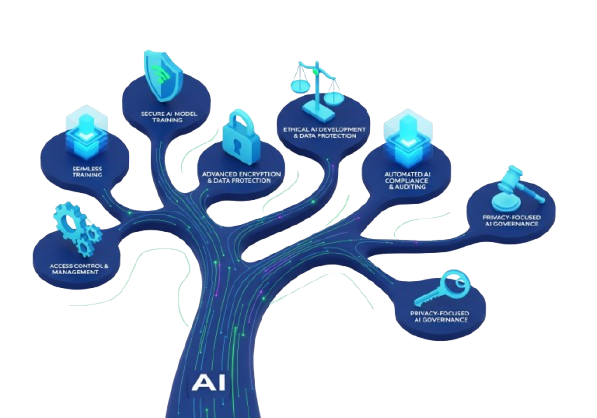 SECURE AI MODEL
TRAINING
ETHICAL AI DEVELOPMENT
& DATA PROTECTION
SEIMLESS
TRAINING
ADVANCED ENCRYPTION
& DATA PROTECTION
AUTOMATED AI
COMPLIANCE
& AUDITING
PRIVACY-FOCUSED
AI GOVERNANCE
ACCESS CONTROL &
MANAGEMENT
PRIVACY-FOCUSED
AI GOVERNANCE
AI